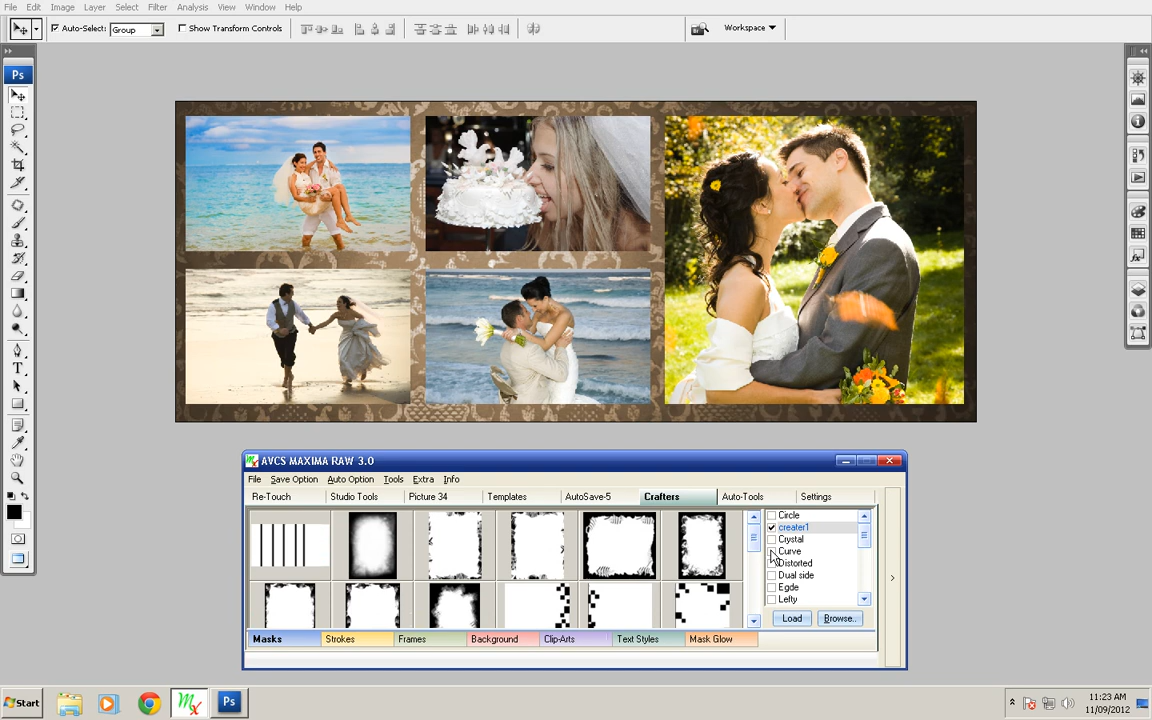 File Edit Image Layer Select Filter Analysis View Window Help
Auto-Select: Group Show Transform Controls Workspace
Ps
AVCS MAXIMA RAW 3.0
File Save Option Auto Option Tools Extra Info
Re-Touch Studio Tools Picture 34 Templates AutoSave-5 Crafters Auto-Tools Settings
Circle
creater1
Crystal
Curve
Distorted
Dual side
Egde
Lefty
Load Browse..
Masks Strokes Frames Background Clip-Arts Text Styles Mask Glow
Start Ps 11:23 AM
11/09/2012